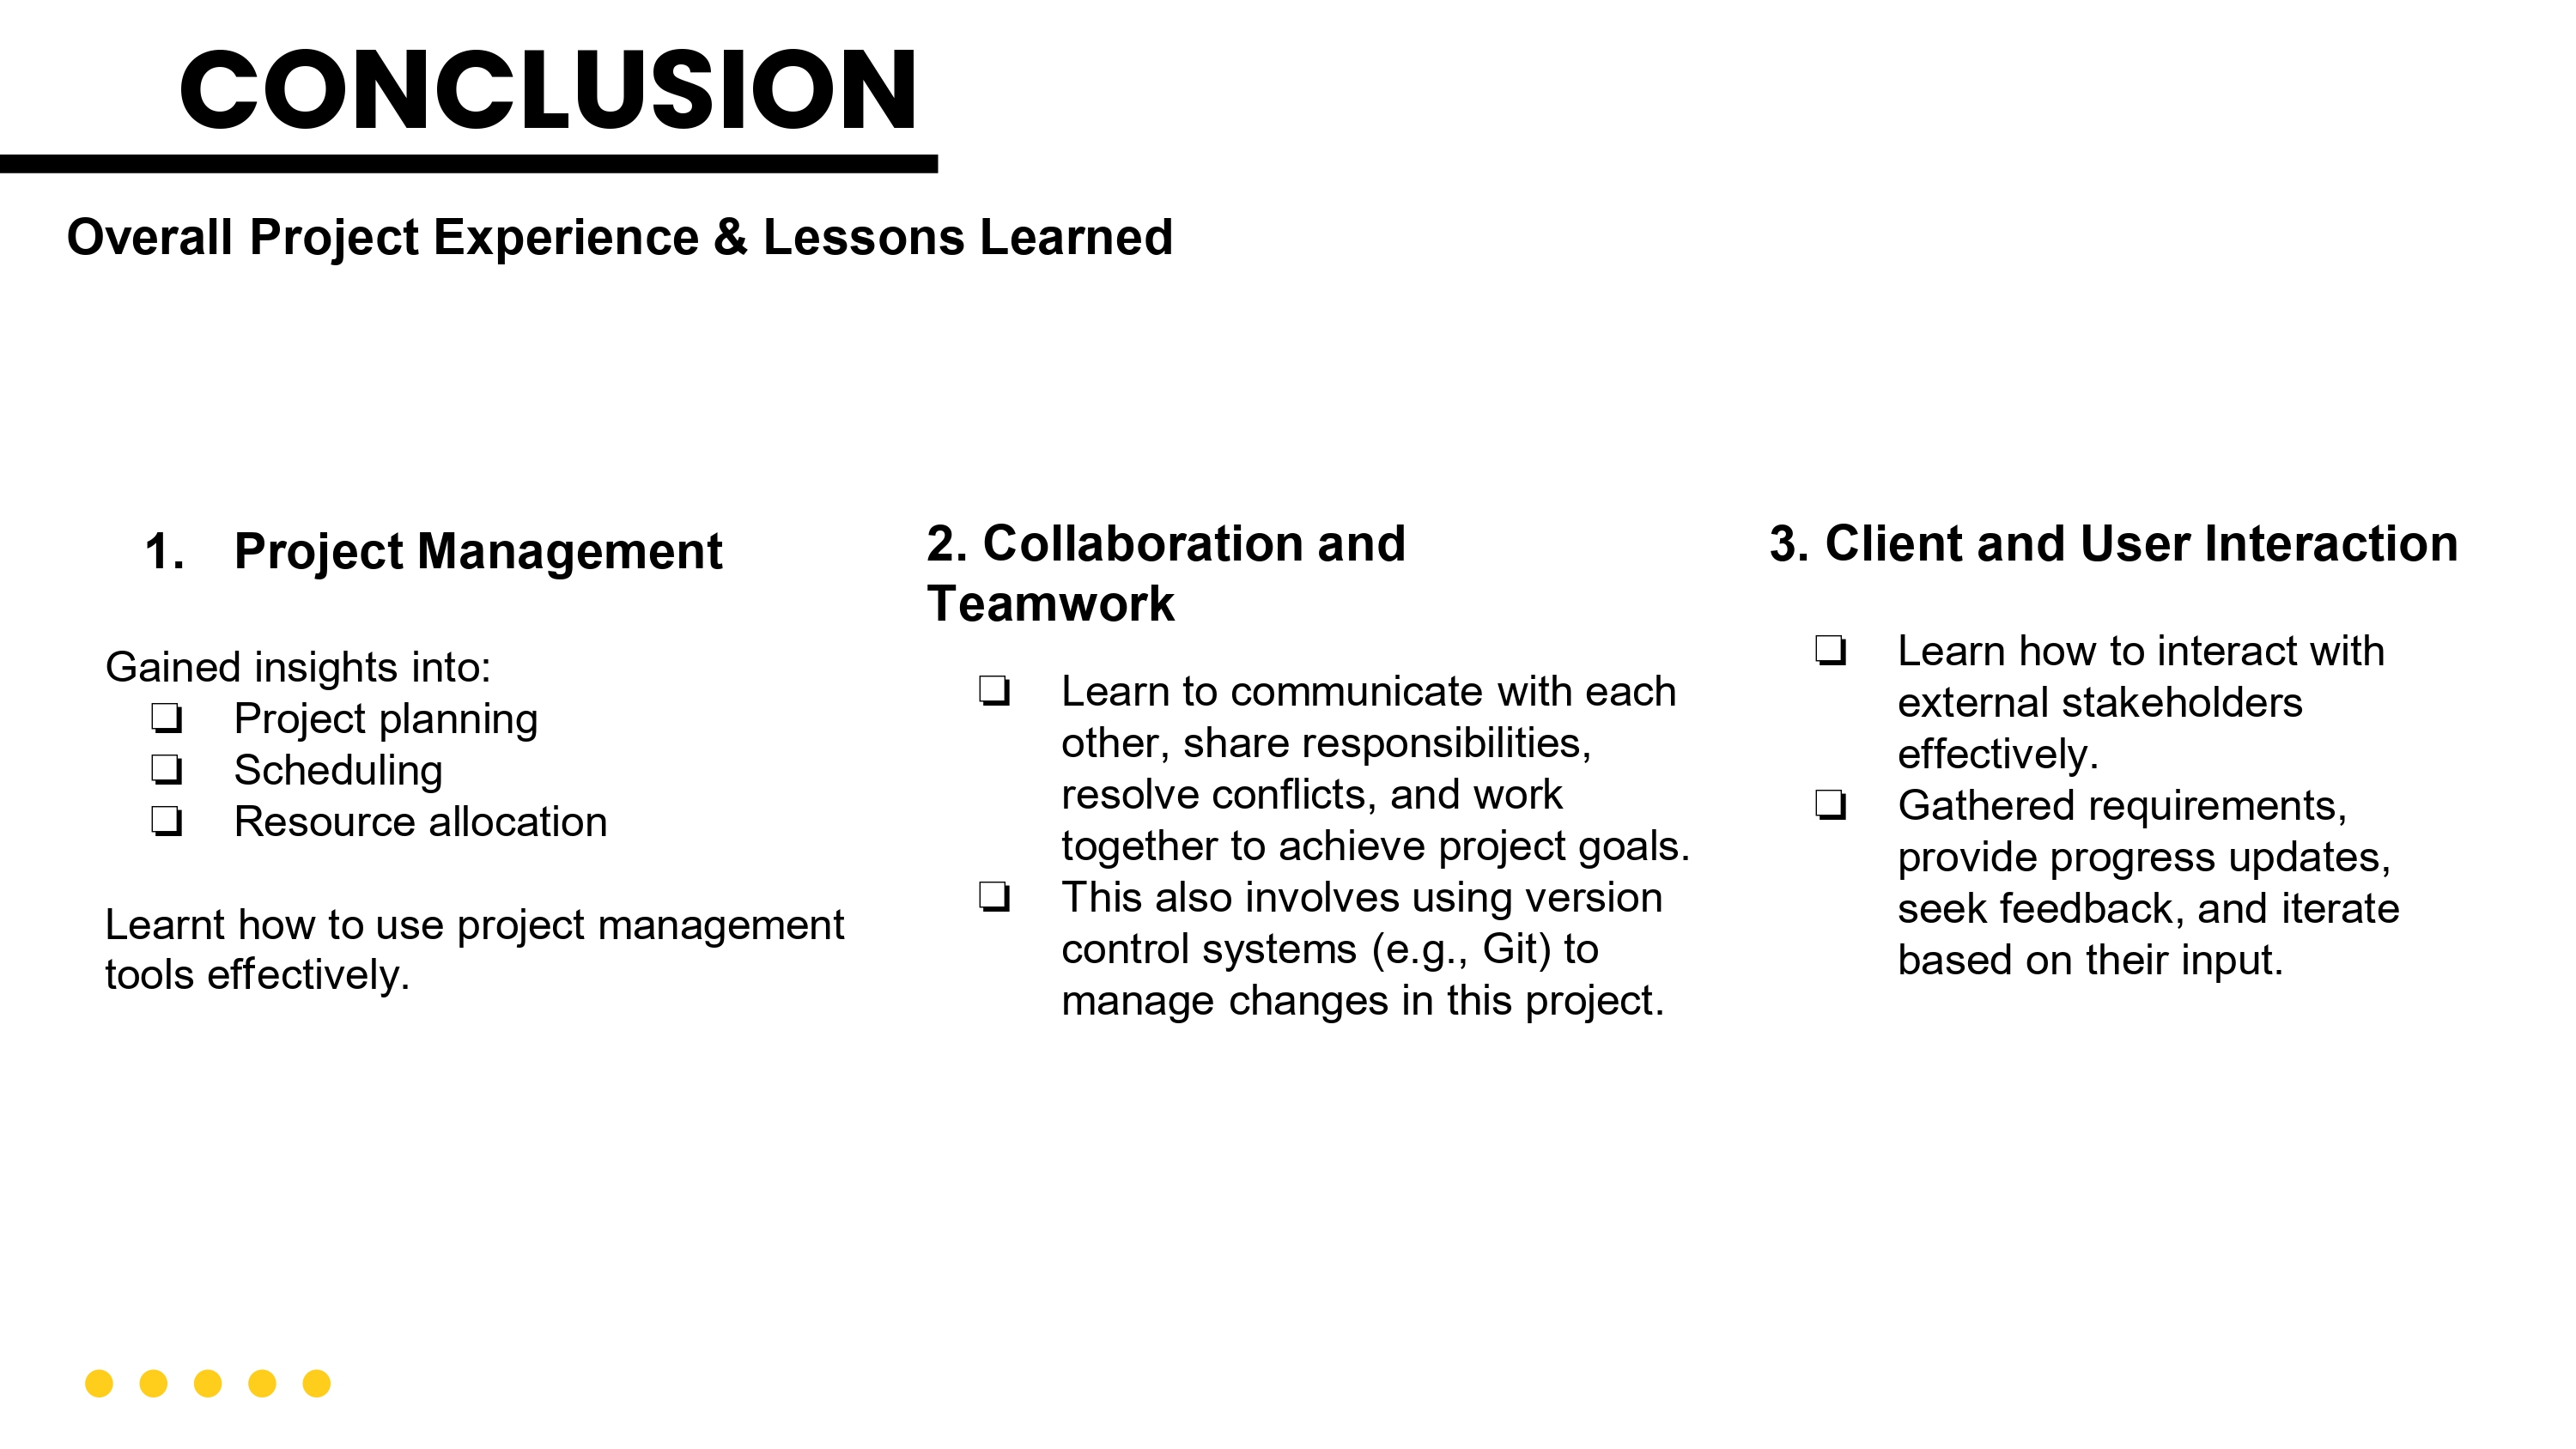 CONCLUSION
Overall Project Experience & Lessons Learned
1. Project Management
Gained insights into:
❏ Project planning
❏ Scheduling
❏ Resource allocation
Learnt how to use project management
tools effectively.
2. Collaboration and
Teamwork
❏ Learn to communicate with each
other, share responsibilities,
resolve conflicts, and work
together to achieve project goals.
❏ This also involves using version
control systems (e.g., Git) to
manage changes in this project.
3. Client and User Interaction
❏ Learn how to interact with
external stakeholders
effectively.
❏ Gathered requirements,
provide progress updates,
seek feedback, and iterate
based on their input.